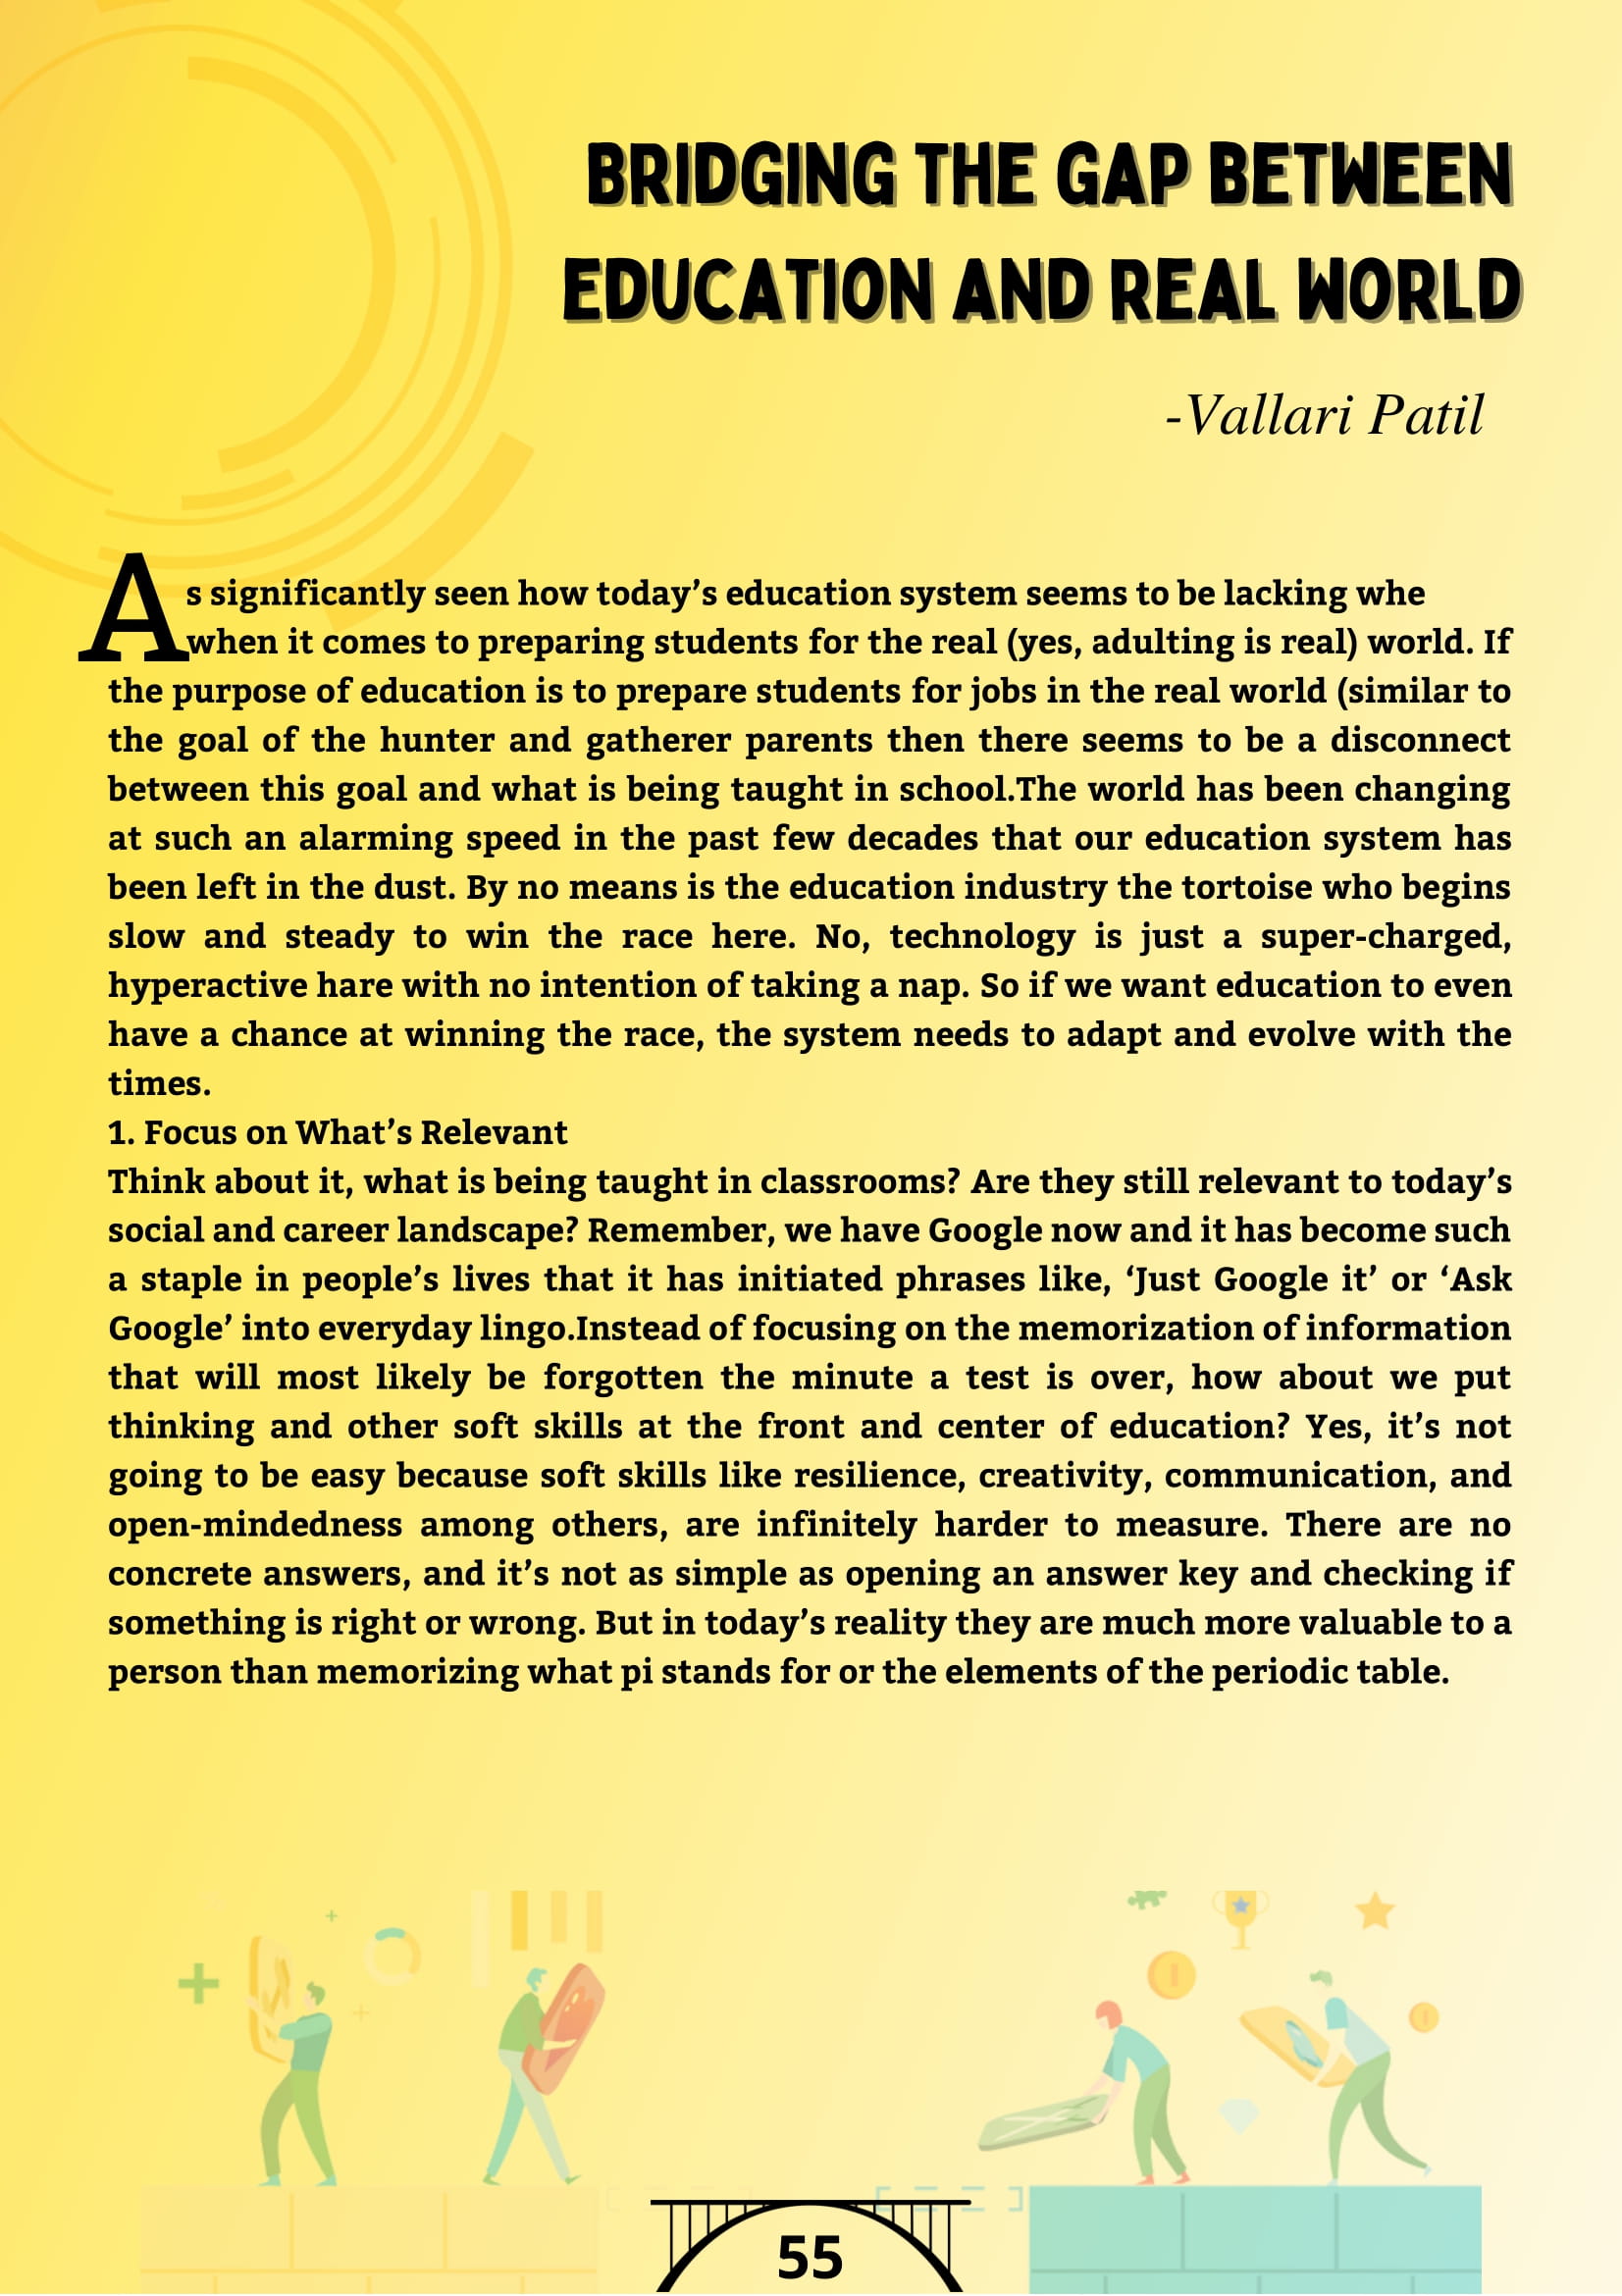 BRIDGING THE GAP BETWEEN
EDUCATION AND REAL WORLD
-Vallari Patil
As significantly seen how today’s education system seems to be lacking whe
when it comes to preparing students for the real (yes, adulting is real) world. If
the purpose of education is to prepare students for jobs in the real world (similar to
the goal of the hunter and gatherer parents then there seems to be a disconnect
between this goal and what is being taught in school.The world has been changing
at such an alarming speed in the past few decades that our education system has
been left in the dust. By no means is the education industry the tortoise who begins
slow and steady to win the race here. No, technology is just a super-charged,
hyperactive hare with no intention of taking a nap. So if we want education to even
have a chance at winning the race, the system needs to adapt and evolve with the
times.
1. Focus on What’s Relevant
Think about it, what is being taught in classrooms? Are they still relevant to today’s
social and career landscape? Remember, we have Google now and it has become such
a staple in people’s lives that it has initiated phrases like, ‘Just Google it’ or ‘Ask
Google’ into everyday lingo.Instead of focusing on the memorization of information
that will most likely be forgotten the minute a test is over, how about we put
thinking and other soft skills at the front and center of education? Yes, it’s not
going to be easy because soft skills like resilience, creativity, communication, and
open-mindedness among others, are infinitely harder to measure. There are no
concrete answers, and it’s not as simple as opening an answer key and checking if
something is right or wrong. But in today’s reality they are much more valuable to a
person than memorizing what pi stands for or the elements of the periodic table.
55